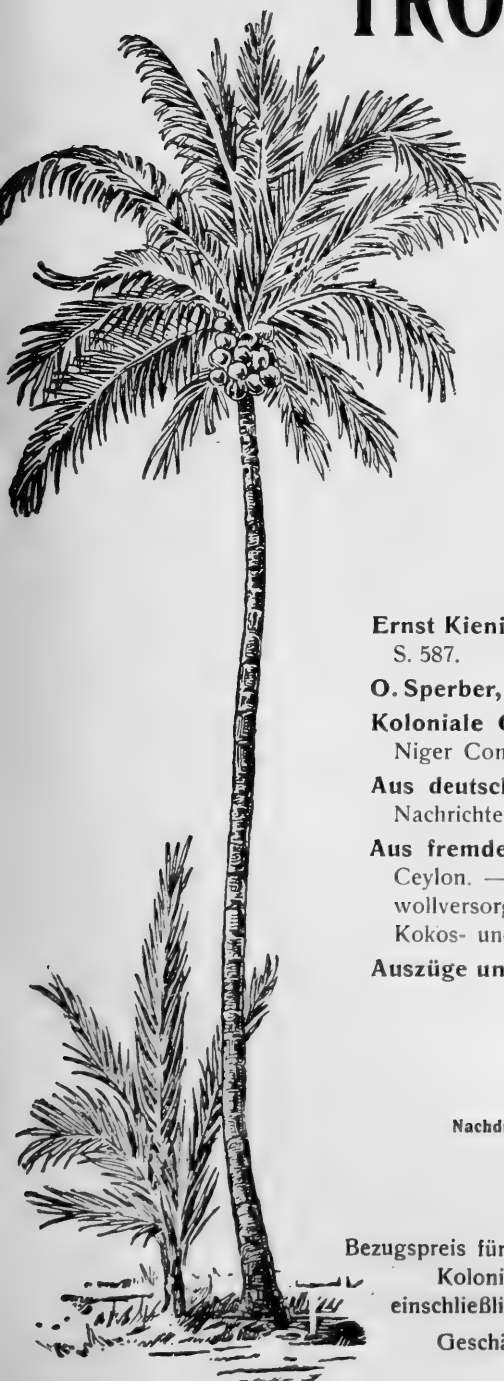 TRO
Ernst Kieni
S. 587.
O. Sperber,
Koloniale
Niger Con
Aus deutsch
Nachrichte
Aus fremde
Ceylon. —
wollversorg
Kokos- un
Auszüge un
Nachd
Bezugspreis für
Koloni
einschließli
Geschä